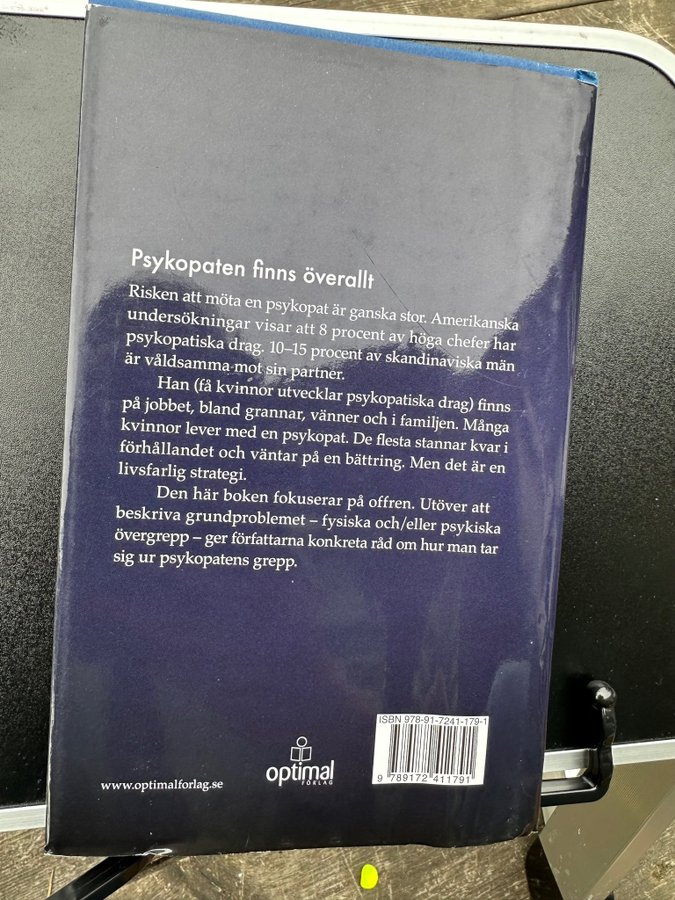 Psykopaten finns överallt
Risken att möta en psykopat är ganska stor. Amerikanska
undersökningar visar att 8 procent av höga chefer har
psykopatiska drag. 10–15 procent av skandinaviska män
är våldsamma mot sin partner.
Han (få kvinnor utvecklar psykopatiska drag) finns
på jobbet, bland grannar, vänner och i familjen. Många
kvinnor lever med en psykopat. De flesta stannar kvar i
förhållandet och väntar på en bättring. Men det är en
livsfarlig strategi.
Den här boken fokuserar på offren. Utöver att
beskriva grundproblemet – fysiska och/eller psykiska
övergrepp – ger författarna konkreta råd om hur man tar
sig ur psykopatens grepp.
ISBN 978-91-7241-179-1
9 789172 411791
optimal
FÖRLAG
www.optimalforlag.se